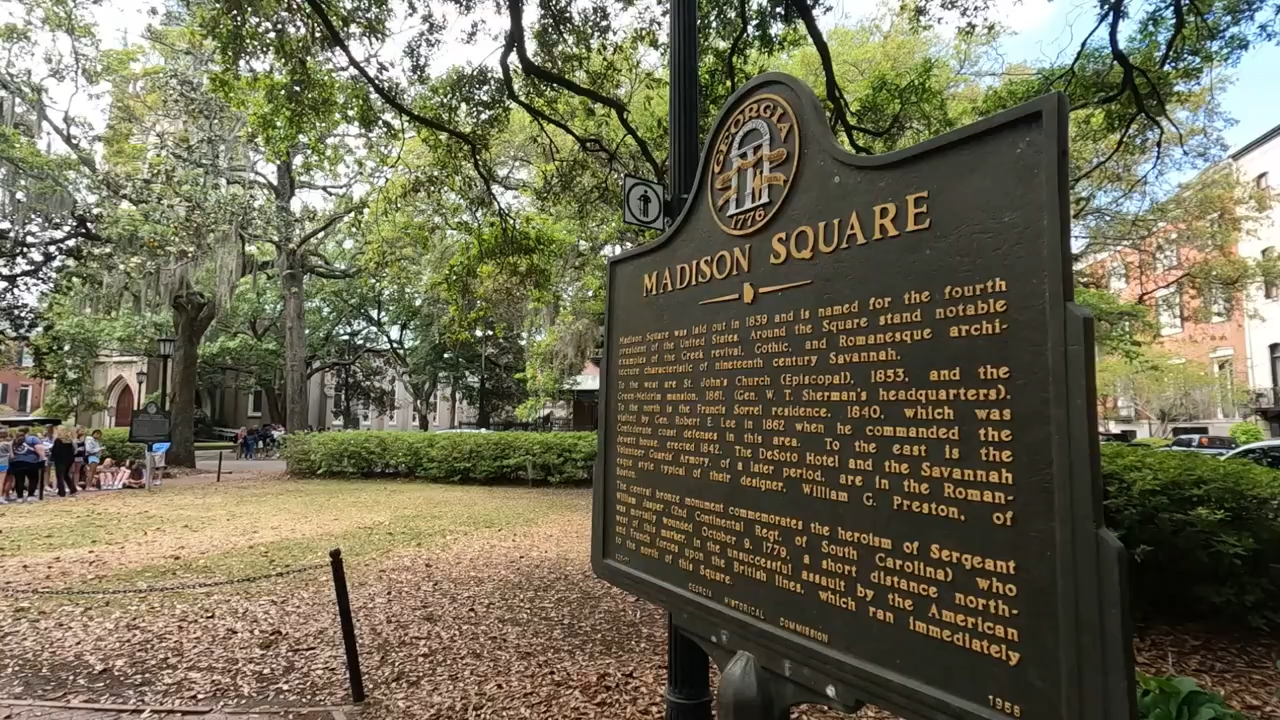 GEORGIA
1776
MADISON SQUARE
Madison Square was laid out in 1839 and is named for the fourth
president of the United States. Around the Square stand notable
examples of the Greek revival, Gothic, and Romanesque archi-
tecture characteristic of nineteenth century Savannah.
To the west are St. John's Church (Episcopal), 1853, and the
Green-Meldrim mansion, 1861, (Gen. W. T. Sherman's headquarters).
To the north is the Francis Sorrel residence, 1840, which was
visited by Gen. Robert E. Lee in 1862 when he commanded the
Confederate coast defenses in this area. To the east is the
Jewett house, erected 1842. The DeSoto Hotel and the Savannah
Volunteer Guards' Armory, of a later period, are in the Roman-
esque style typical of their designer, William G. Preston, of
Boston.
The central bronze monument commemorates the heroism of Sergeant
William Jasper (2nd Continental Regt. of South Carolina) who
was mortally wounded October 9, 1779, a short distance north-
west of this marker, in the unsuccessful assault by the American
and French forces upon the British lines, which ran immediately
to the north of this Square.
GEORGIA HISTORICAL COMMISSION
1958